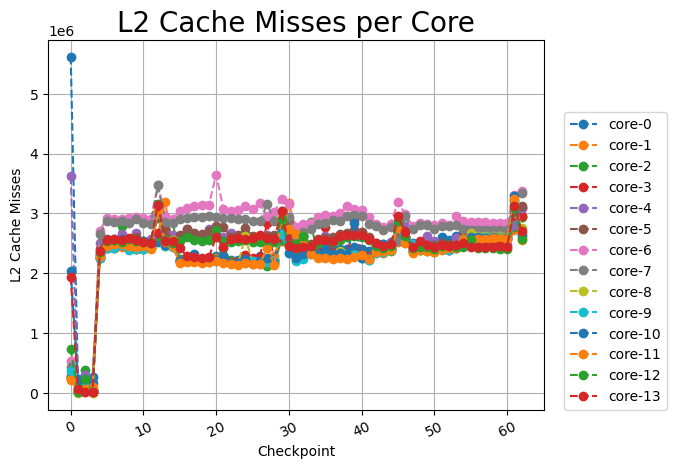 L2 Cache Misses per Core
1e6
5
4
3
2
1
0
L2 Cache Misses
0
10
20
30
40
50
60
Checkpoint
core-0
core-1
core-2
core-3
core-4
core-5
core-6
core-7
core-8
core-9
core-10
core-11
core-12
core-13